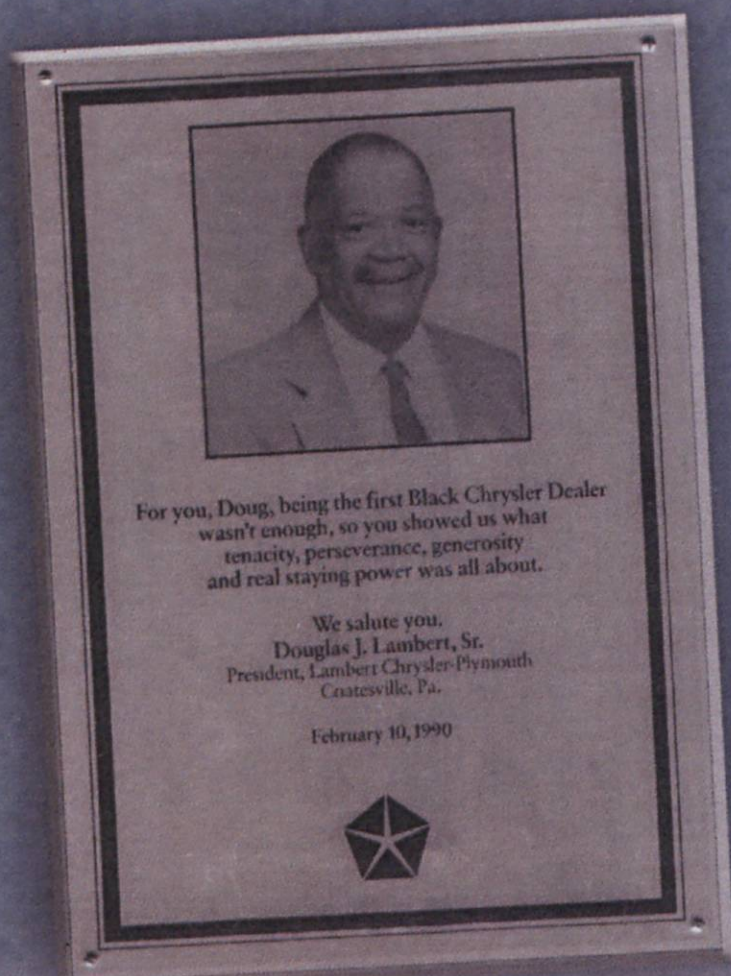 For you, Doug, being the first Black Chrysler Dealer
wasn't enough, so you showed us what
tenacity, perseverance, generosity
and real staying power was all about.
We salute you.
Douglas J. Lambert, Sr.
President, Lambert Chrysler-Plymouth
Coatesville, Pa.
February 10, 1990